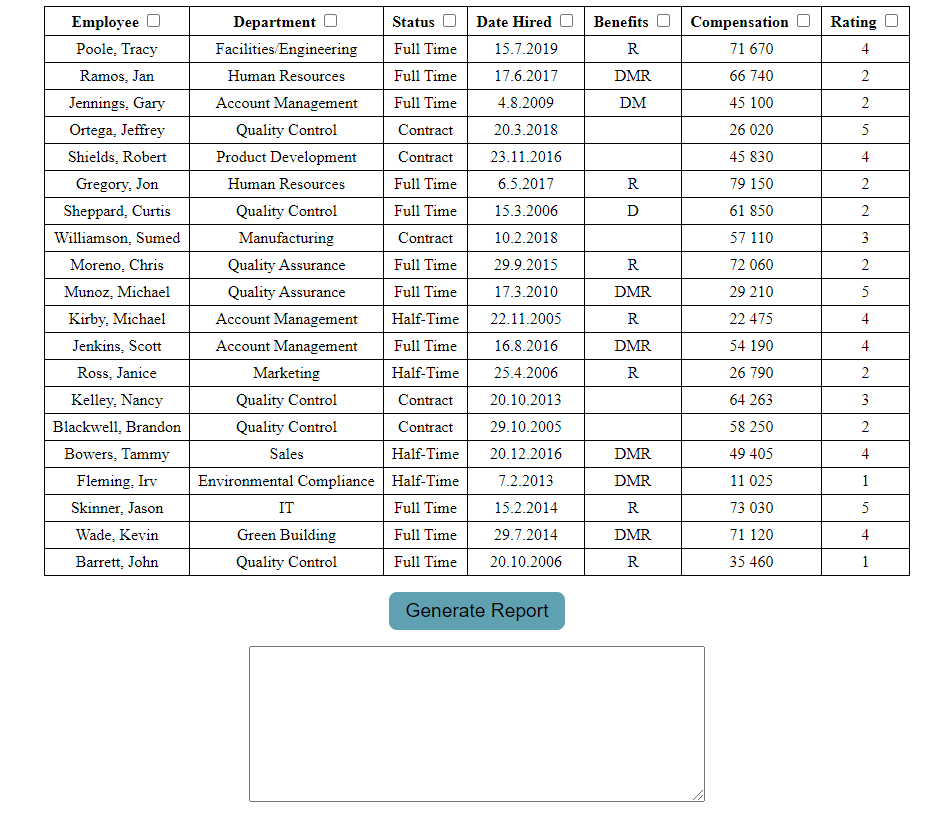 Employee Department Status Date Hired Benefits Compensation Rating
Poole, Tracy Facilities/Engineering Full Time 15.7.2019 R 71 670 4
Ramos, Jan Human Resources Full Time 17.6.2017 DMR 66 740 2
Jennings, Gary Account Management Full Time 4.8.2009 DM 45 100 2
Ortega, Jeffrey Quality Control Contract 20.3.2018 26 020 5
Shields, Robert Product Development Contract 23.11.2016 45 830 4
Gregory, Jon Human Resources Full Time 6.5.2017 R 79 150 2
Sheppard, Curtis Quality Control Full Time 15.3.2006 D 61 850 2
Williamson, Sumed Manufacturing Contract 10.2.2018 57 110 3
Moreno, Chris Quality Assurance Full Time 29.9.2015 R 72 060 2
Munoz, Michael Quality Assurance Full Time 17.3.2010 DMR 29 210 5
Kirby, Michael Account Management Half-Time 22.11.2005 R 22 475 4
Jenkins, Scott Account Management Full Time 16.8.2016 DMR 54 190 4
Ross, Janice Marketing Half-Time 25.4.2006 R 26 790 2
Kelley, Nancy Quality Control Contract 20.10.2013 64 263 3
Blackwell, Brandon Quality Control Contract 29.10.2005 58 250 2
Bowers, Tammy Sales Half-Time 20.12.2016 DMR 49 405 4
Fleming, Irv Environmental Compliance Half-Time 7.2.2013 DMR 11 025 1
Skinner, Jason IT Full Time 15.2.2014 R 73 030 5
Wade, Kevin Green Building Full Time 29.7.2014 DMR 71 120 4
Barrett, John Quality Control Full Time 20.10.2006 R 35 460 1
Generate Report